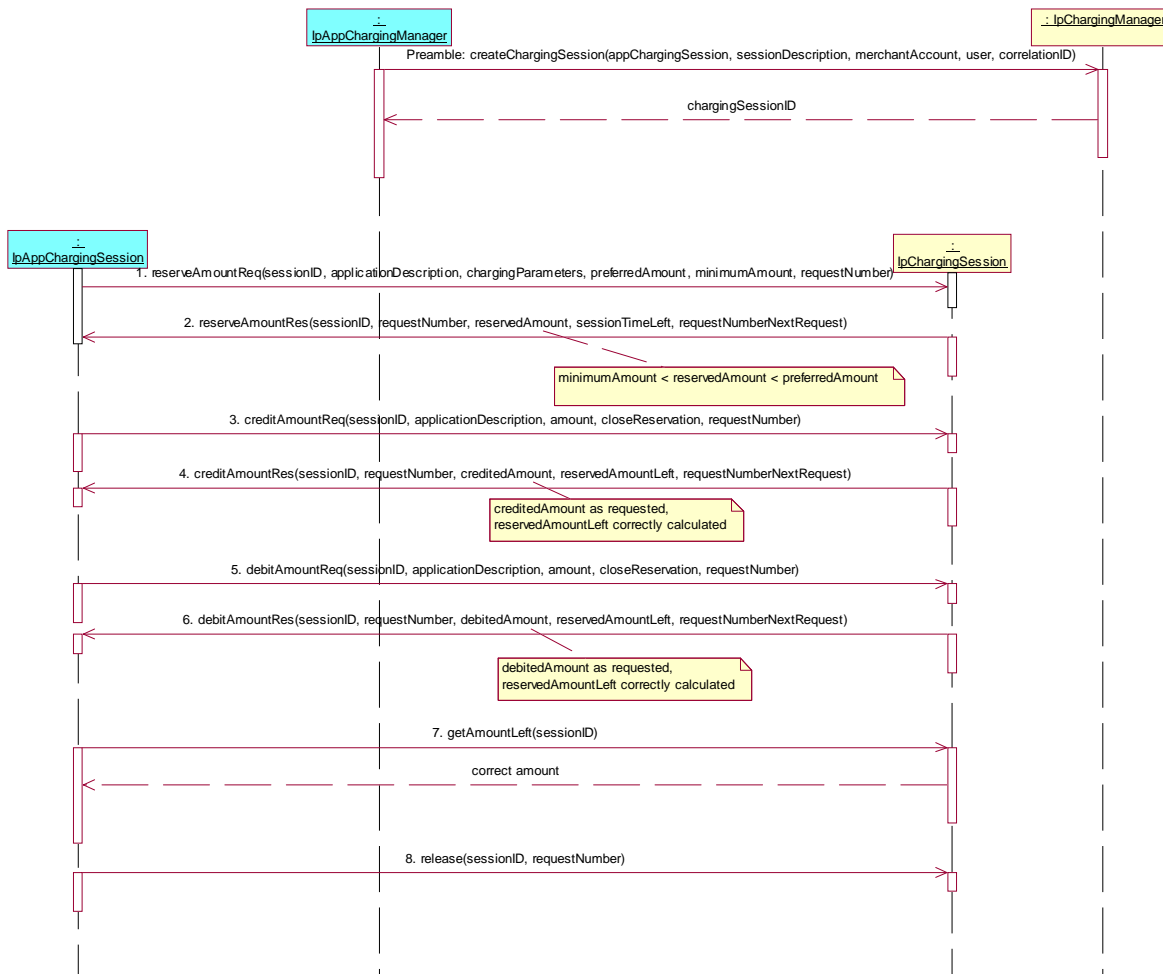 :
IpAppChargingManager
: IpChargingManager
Preamble: createChargingSession(appChargingSession, sessionDescription, merchantAccount, user, correlationID)
chargingSessionID
:
IpAppChargingSession
:
IpChargingSession
1. reserveAmountReq(sessionID, applicationDescription, chargingParameters, preferredAmount, minimumAmount, requestNumber)
2. reserveAmountRes(sessionID, requestNumber, reservedAmount, sessionTimeLeft, requestNumberNextRequest)
minimumAmount < reservedAmount < preferredAmount
3. creditAmountReq(sessionID, applicationDescription, amount, closeReservation, requestNumber)
4. creditAmountRes(sessionID, requestNumber, creditedAmount, reservedAmountLeft, requestNumberNextRequest)
creditedAmount as requested,
reservedAmountLeft correctly calculated
5. debitAmountReq(sessionID, applicationDescription, amount, closeReservation, requestNumber)
6. debitAmountRes(sessionID, requestNumber, debitedAmount, reservedAmountLeft, requestNumberNextRequest)
debitedAmount as requested,
reservedAmountLeft correctly calculated
7. getAmountLeft(sessionID)
correct amount
8. release(sessionID, requestNumber)